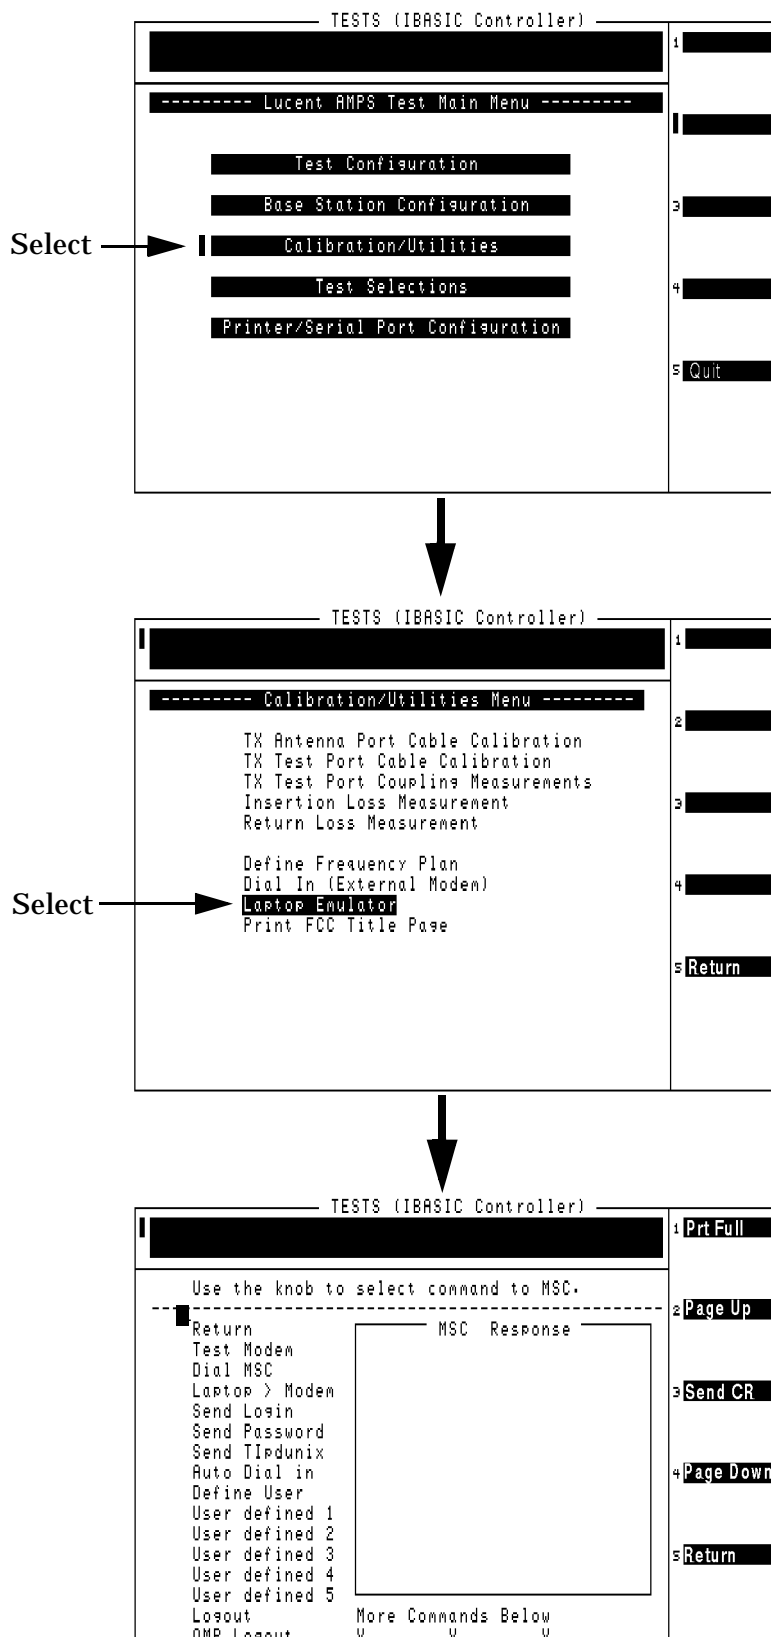 TESTS (IBASIC Controller)
1
--------- Lucent AMPS Test Main Menu ---------
Test Configuration
Base Station Configuration
3
Select
Calibration/Utilities
Test Selections
4
Printer/Serial Port Configuration
5 Quit
TESTS (IBASIC Controller)
1
--------- Calibration/Utilities Menu ---------
2
TX Antenna Port Cable Calibration
TX Test Port Cable Calibration
TX Test Port Coupling Measurements
Insertion Loss Measurement
3
Return Loss Measurement
Define Frequency Plan
Dial In (External Modem)
4
Select
Laptop Emulator
Print FCC Title Page
5 Return
TESTS (IBASIC Controller)
1 Prt Full
Use the knob to select command to MSC.
2 Page Up
Return
MSC Response
Test Modem
Dial MSC
Laptop > Modem
3 Send CR
Send Login
Send Password
Send TIpdunix
Auto Dial in
4 Page Down
Define User
User defined 1
User defined 2
User defined 3
5 Return
User defined 4
User defined 5
Logout
More Commands Below
OMP Logout
V V V